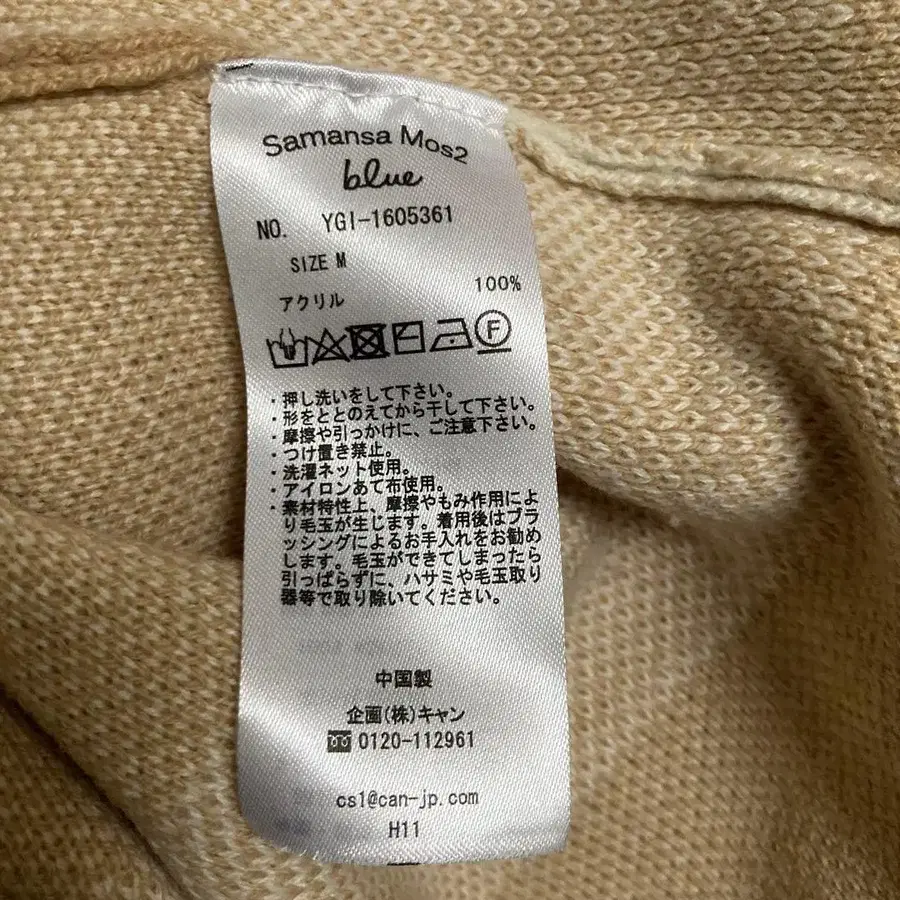 Samansa Mos2
blue
NO. YGI-1605361
SIZE M
アクリル 100%
F
・押し洗いをして下さい。
・形をととのえてから干して下さい。
・摩擦や引っかけに、ご注意下さい。
・つけ置き禁止。
・洗濯ネット使用。
・アイロンあて布使用。
・素材特性上、摩擦やもみ作用によ
り毛玉が生じます。着用後はブラ
ッシングによるお手入れをお勧め
します。毛玉ができてしまったら
引っぱらずに、ハサミや毛玉取り
器等で取り除いてください。
中国製
企画(株)キャン
0120-112961
cs1@can-jp.com
H11